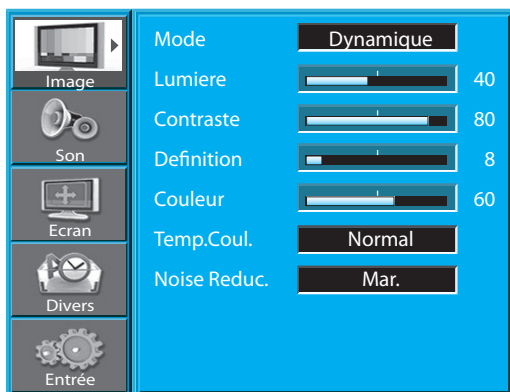 Image
Son
Ecran
Divers
Entrée
Mode Dynamique
Lumiere 40
Contraste 80
Definition 8
Couleur 60
Temp.Coul. Normal
Noise Reduc. Mar.